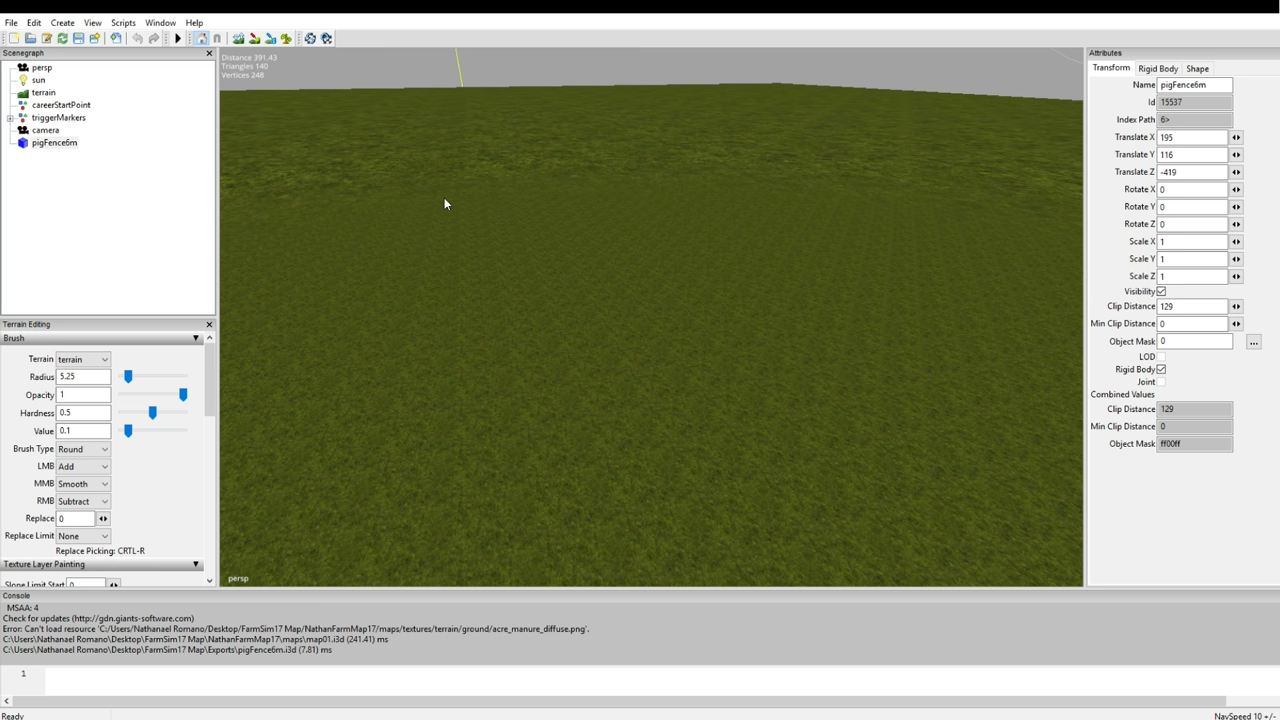 File Edit Create View Scripts Window Help
Scenegraph
persp
sun
terrain
careerStartPoint
triggerMarkers
camera
pigFence6m
Terrain Editing
Brush
Terrain terrain
Radius 5.25
Opacity 1
Hardness 0.5
Value 0.1
Brush Type Round
LMB Add
MMB Smooth
RMB Subtract
Replace 0
Replace Limit None
Replace Picking: CRTL-R
Texture Layer Painting
Slope Limit Start 0
Distance 391.43
Triangles 140
Vertices 248
persp
Attributes
Transform Rigid Body Shape
Name pigFence6m
Id 15537
Index Path 6>
Translate X 195
Translate Y 116
Translate Z -419
Rotate X 0
Rotate Y 0
Rotate Z 0
Scale X 1
Scale Y 1
Scale Z 1
Visibility
Clip Distance 129
Min Clip Distance 0
Object Mask 0 ...
LOD
Rigid Body
Joint
Combined Values
Clip Distance 129
Min Clip Distance 0
Object Mask ff00ff
Console
MSAA: 4
Check for updates (http://gdn.giants-software.com)
Error: Can't load resource 'C:/Users/Nathanael Romano/Desktop/FarmSim17 Map/NathanFarmMap17/maps/textures/terrain/ground/acre_manure_diffuse.png'.
C:\Users\Nathanael Romano\Desktop\FarmSim17 Map\NathanFarmMap17\maps\map01.i3d (241.41) ms
C:\Users\Nathanael Romano\Desktop\FarmSim17 Map\Exports\pigFence6m.i3d (7.81) ms
1
Ready NavSpeed 10 +/-